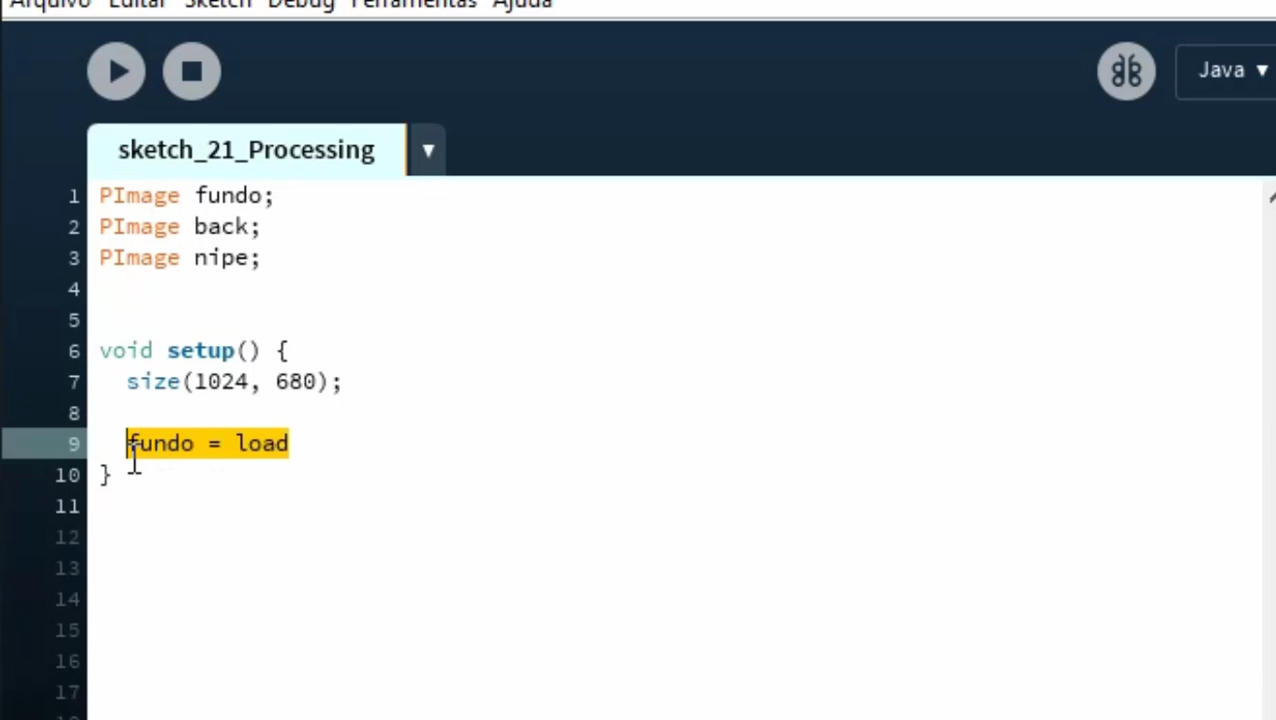 Arquivo Editar Sketch Debug Ferramentas Ajuda
Java
sketch_21_Processing
1 PImage fundo;
2 PImage back;
3 PImage nipe;
4
5
6 void setup() {
7 size(1024, 680);
8
9 fundo = load
10 }
11
12
13
14
15
16
17